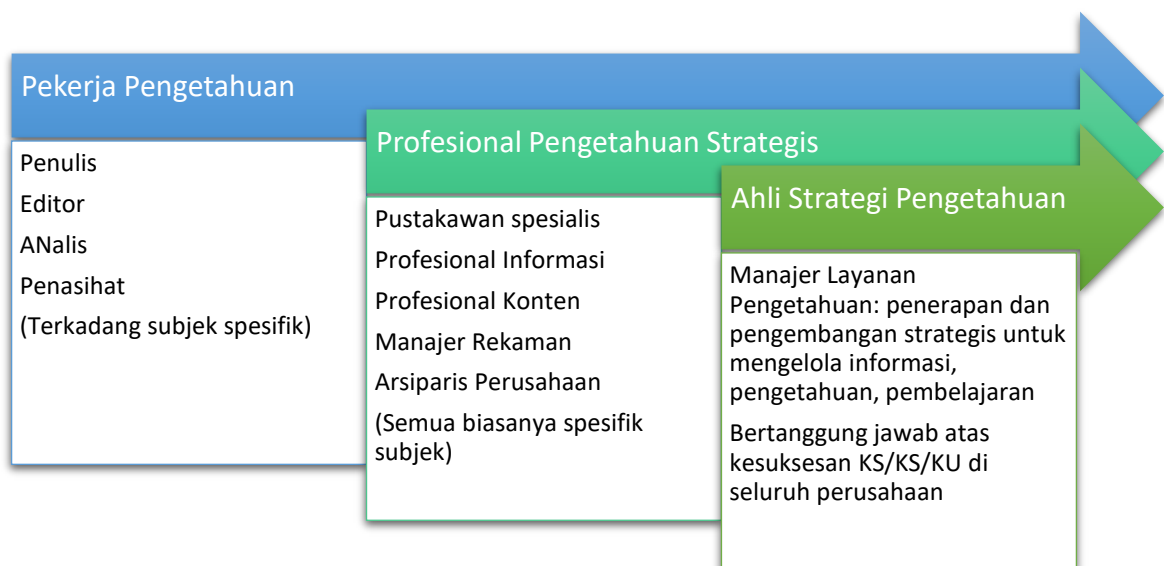 Pekerja Pengetahuan
Penulis
Editor
ANalis
Penasihat
(Terkadang subjek spesifik)
Profesional Pengetahuan Strategis
Pustakawan spesialis
Profesional Informasi
Profesional Konten
Manajer Rekaman
Arsiparis Perusahaan
(Semua biasanya spesifik
subjek)
Ahli Strategi Pengetahuan
Manajer Layanan
Pengetahuan: penerapan dan
pengembangan strategis untuk
mengelola informasi,
pengetahuan, pembelajaran
Bertanggung jawab atas
kesuksesan KS/KS/KU di
seluruh perusahaan